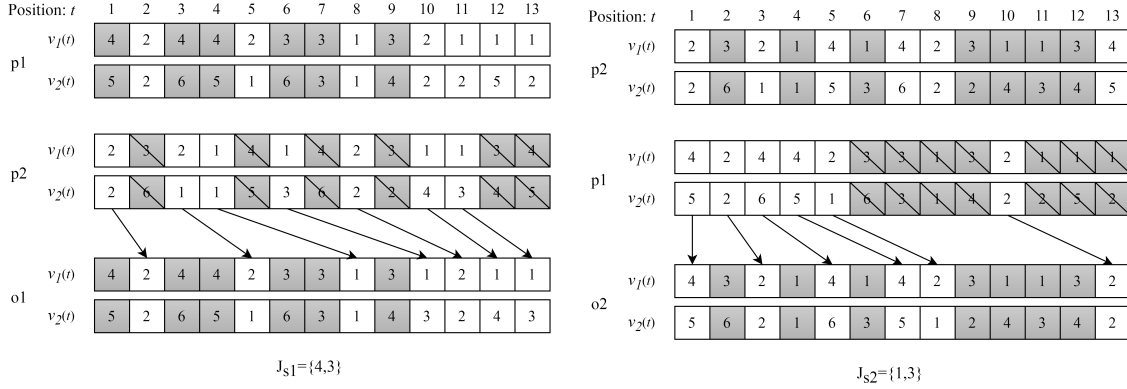 Position: t 1 2 3 4 5 6 7 8 9 10 11 12 13
v1(t) 4 2 4 4 2 3 3 1 3 2 1 1 1
p1
v2(t) 5 2 6 5 1 6 3 1 4 2 2 5 2
v1(t) 2 3 2 1 4 1 4 2 3 1 1 3 4
p2
v2(t) 2 6 1 1 5 3 6 2 2 4 3 4 5
v1(t) 4 2 4 4 2 3 3 1 3 1 2 1 1
o1
v2(t) 5 2 6 5 1 6 3 1 4 3 2 4 3
JS1={4,3}
Position: t 1 2 3 4 5 6 7 8 9 10 11 12 13
v1(t) 2 3 2 1 4 1 4 2 3 1 1 3 4
p2
v2(t) 2 6 1 1 5 3 6 2 2 4 3 4 5
v1(t) 4 2 4 4 2 3 3 1 3 2 1 1 1
p1
v2(t) 5 2 6 5 1 6 3 1 4 2 2 5 2
v1(t) 4 3 2 1 4 1 4 2 3 1 1 3 2
o2
v2(t) 5 6 2 1 6 3 5 1 2 4 3 4 2
JS2={1,3}